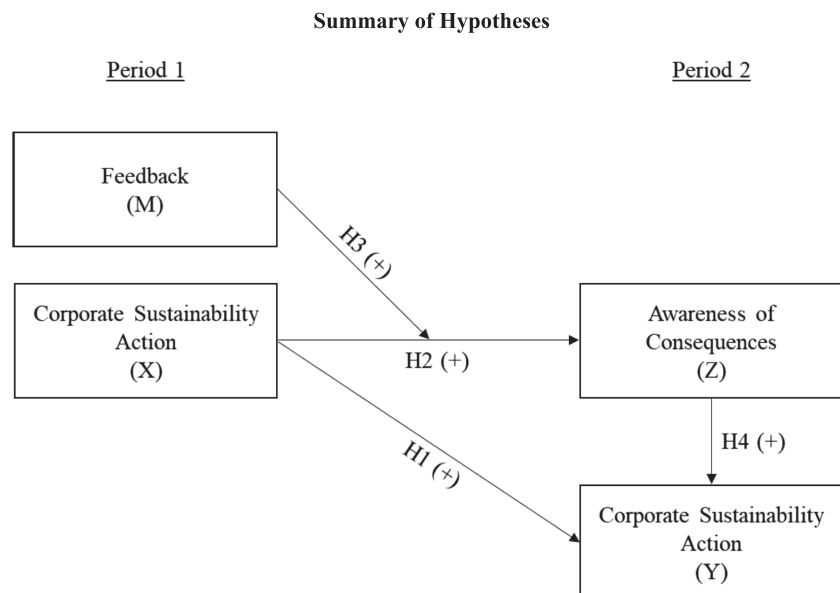 Summary of Hypotheses
Period 1
Period 2
Feedback
(M)
H3 (+)
Corporate Sustainability
Action
(X)
H2 (+)
Awareness of
Consequences
(Z)
H1 (+)
H4 (+)
Corporate Sustainability
Action
(Y)